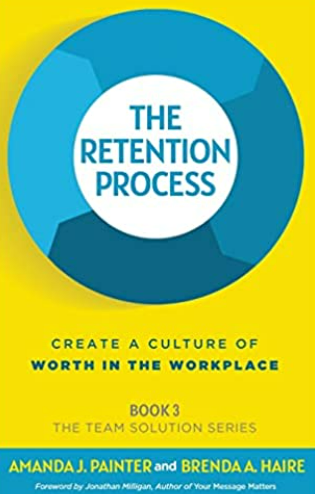 THE
RETENTION
PROCESS
CREATE A CULTURE OF
WORTH IN THE WORKPLACE
BOOK 3
THE TEAM SOLUTION SERIES
AMANDA J. PAINTER and BRENDA A. HAIRE
Foreword by Jonathan Milligan, Author of Your Message Matters